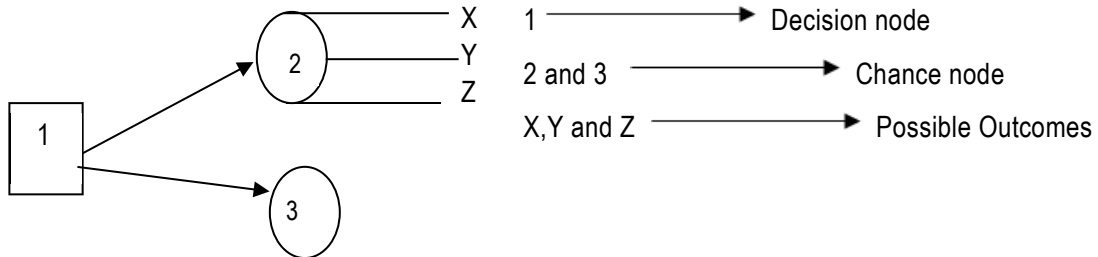 X
Y
Z
2
1
3
1 Decision node
2 and 3 Chance node
X,Y and Z Possible Outcomes